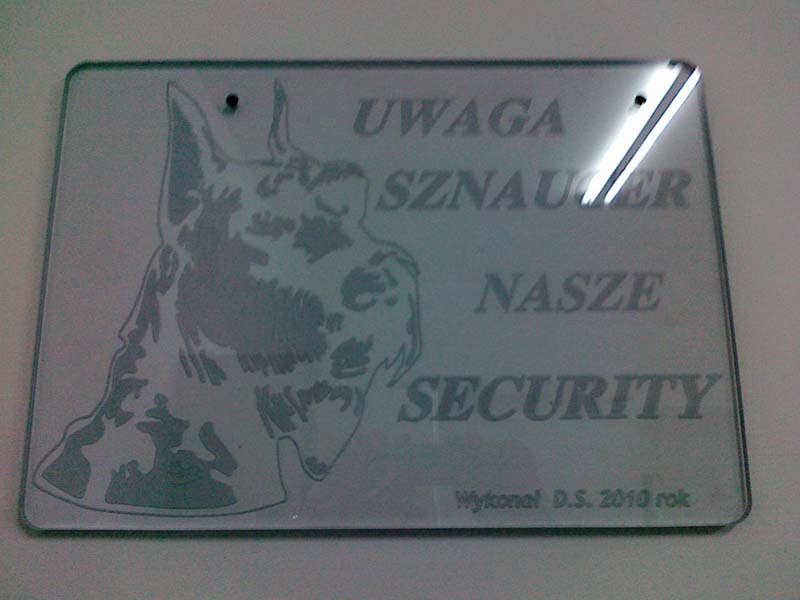 UWAGA
SZNAUCER
NASZE
SECURITY
Wykonał D.S. 2010 rok